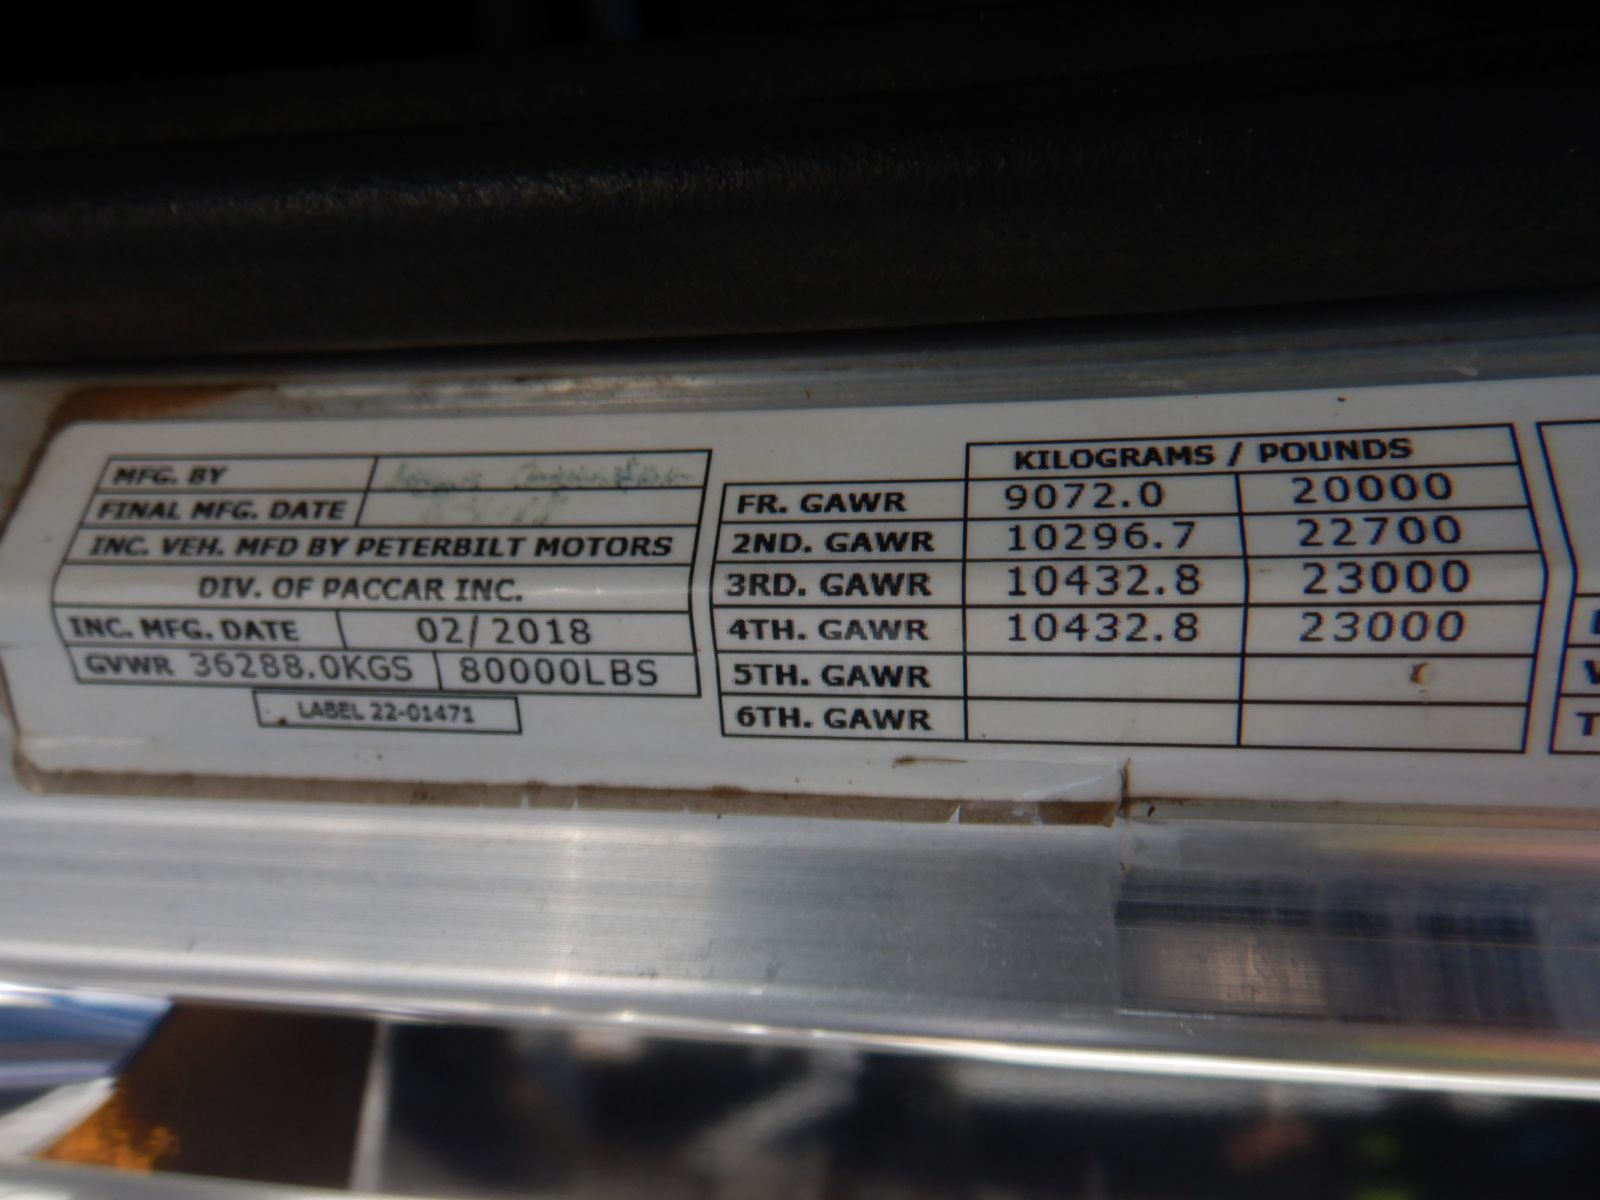 MFG. BY
FINAL MFG. DATE
INC. VEH. MFD BY PETERBILT MOTORS
DIV. OF PACCAR INC.
INC. MFG. DATE 02/2018
GVWR 36288.0KGS 80000LBS
LABEL 22-01471
KILOGRAMS / POUNDS
FR. GAWR 9072.0 20000
2ND. GAWR 10296.7 22700
3RD. GAWR 10432.8 23000
4TH. GAWR 10432.8 23000
5TH. GAWR
6TH. GAWR